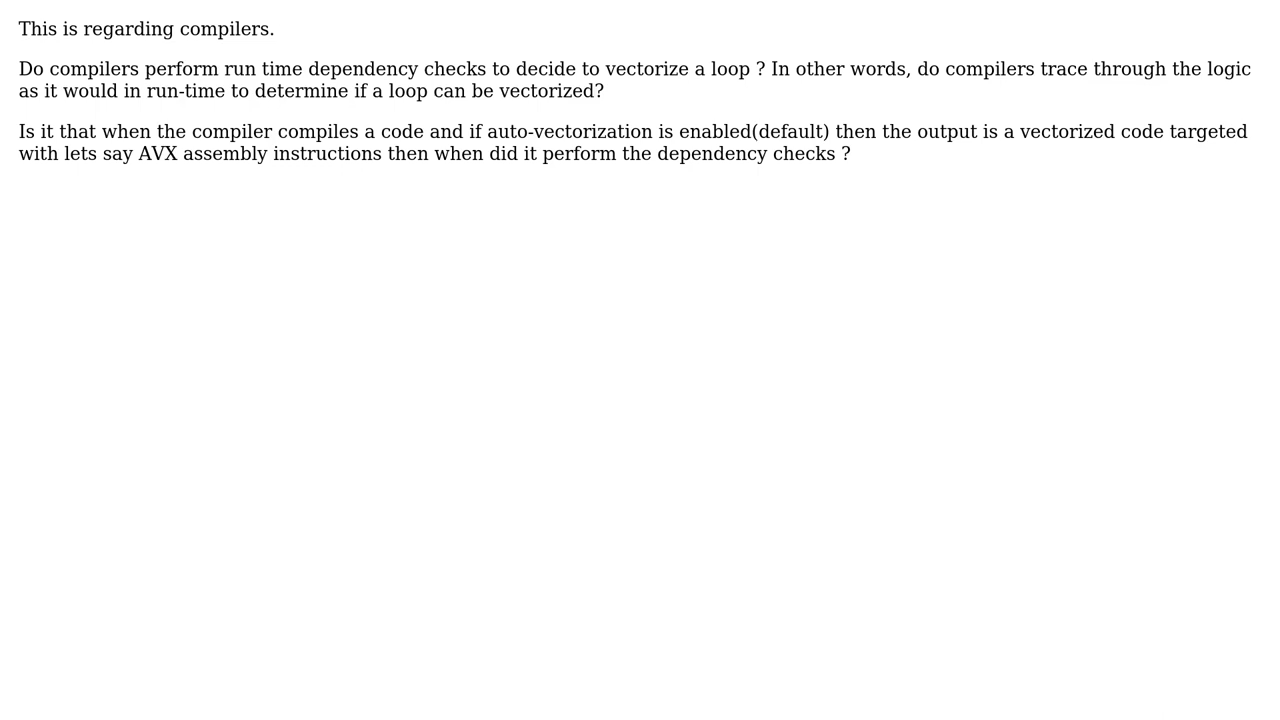 This is regarding compilers.
Do compilers perform run time dependency checks to decide to vectorize a loop ? In other words, do compilers trace through the logic
as it would in run-time to determine if a loop can be vectorized?
Is it that when the compiler compiles a code and if auto-vectorization is enabled(default) then the output is a vectorized code targeted
with lets say AVX assembly instructions then when did it perform the dependency checks ?